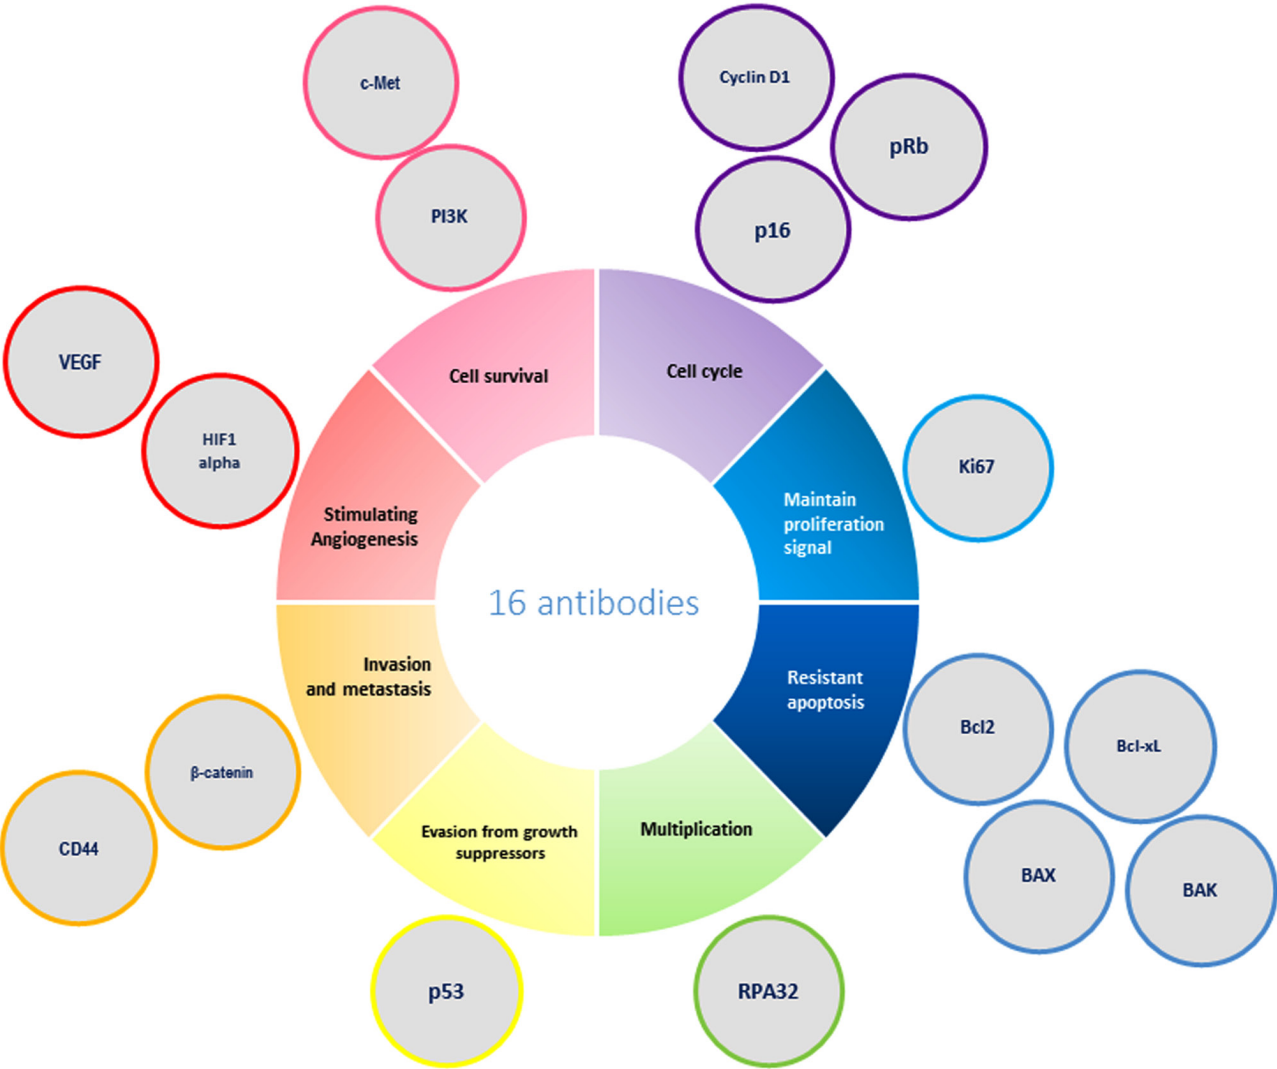 c-Met
PI3K
Cyclin D1
pRb
p16
VEGF
HIF1
alpha
Ki67
Cell survival
Cell cycle
Stimulating
Angiogenesis
Maintain
proliferation
signal
16 antibodies
Invasion
and metastasis
Resistant
apoptosis
Evasion from growth
suppressors
Multiplication
β-catenin
CD44
Bcl2
Bcl-xL
BAX
BAK
p53
RPA32